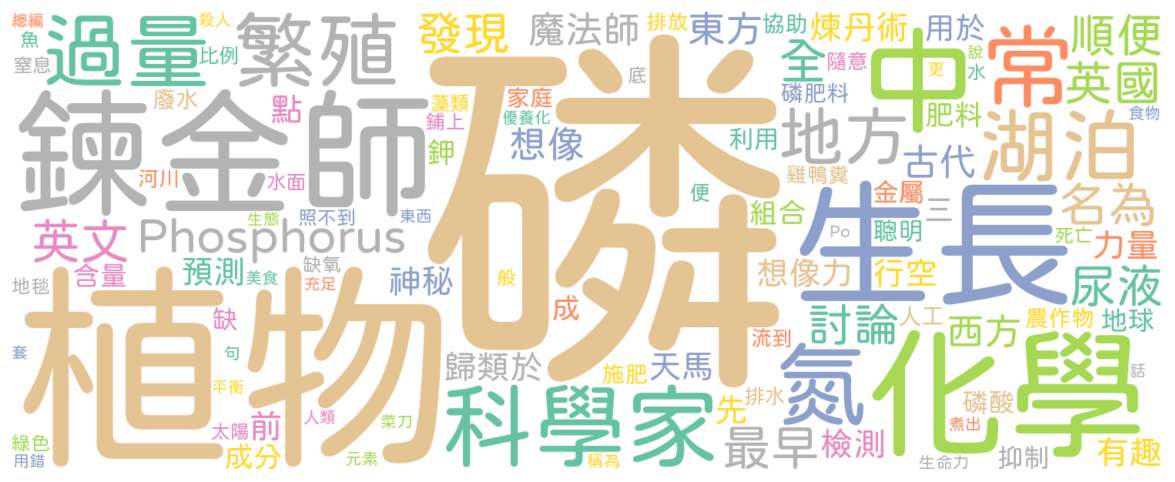 總編
殺人
過量
繁殖
發現
魔法師
排放
東方
協助
煉丹術
用於
順便
魚
窒息
比例
廢水
點
藻類
鋪上
家庭
優養化
底
磷
想像
利用
全
隨意
磷肥料
中
更
說
水
肥料
常
英國
食物
鍊金師
河川
水面
鉀
地方
雞鴨糞
古代
湖泊
金屬
三
便
組合
生長
Po
聰明
名為
死亡
力量
英文
Phosphorus
生態
照不到
東西
含量
預測
美食
缺氧
充足
神秘
般
想像力
行空
尿液
地毯
植物
缺
成
流到
討論
人工
西方
農作物
地球
套
句
歸類於
施肥
天馬
氮
化學
磷酸
話
平衡
人類
菜刀
科學家
先
排水
煮出
綠色
用錯
太陽
前
成分
元素
稱為
最早
檢測
生命力
抑制
有趣